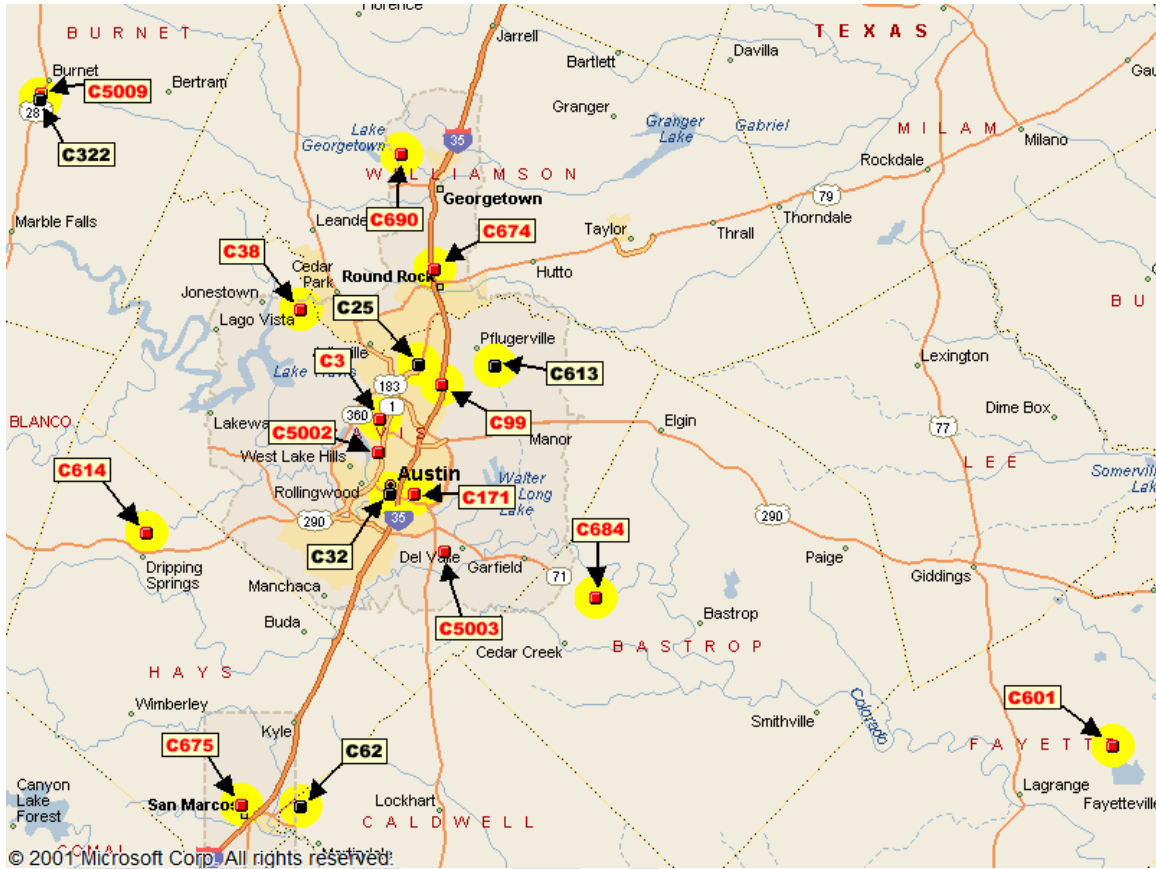 Florence
BURNET
Jarrell
TEXAS
Davilla
Bartlett
Burnet
Bertram
C5009
28
Granger
Granger
Lake
Gabriel
MILAM
Milano
C322
Lake
Georgetown
35
Rockdale
WILLIAMSON
Georgetown
79
Thorndale
Marble Falls
C690
C674
Taylor
Thrall
C38
Cedar
Park
Round Rock
Hutto
Jonestown
C25
Lago Vista
Pflugerville
C3
C613
Lexington
183
1
360
C99
Dime Box
BLANCO
C5002
Elgin
Manor
77
West Lake Hills
LEE
C614
Austin
Walter
Long
Lake
Rollingwood
C171
290
35
C32
C684
290
Dripping
Springs
Del Valle
Garfield
71
Paige
Giddings
Manchaca
Bastrop
Buda
C5003
Cedar Creek
BASTROP
HAYS
Wimberley
Smithville
Colorado
C601
Kyle
C675
C62
FAYETTE
Canyon
Lake
Forest
San Marcos
Lockhart
Lagrange
Fayetteville
CALDWELL
COMAL
Martindale
© 2001 Microsoft Corp. All rights reserved.